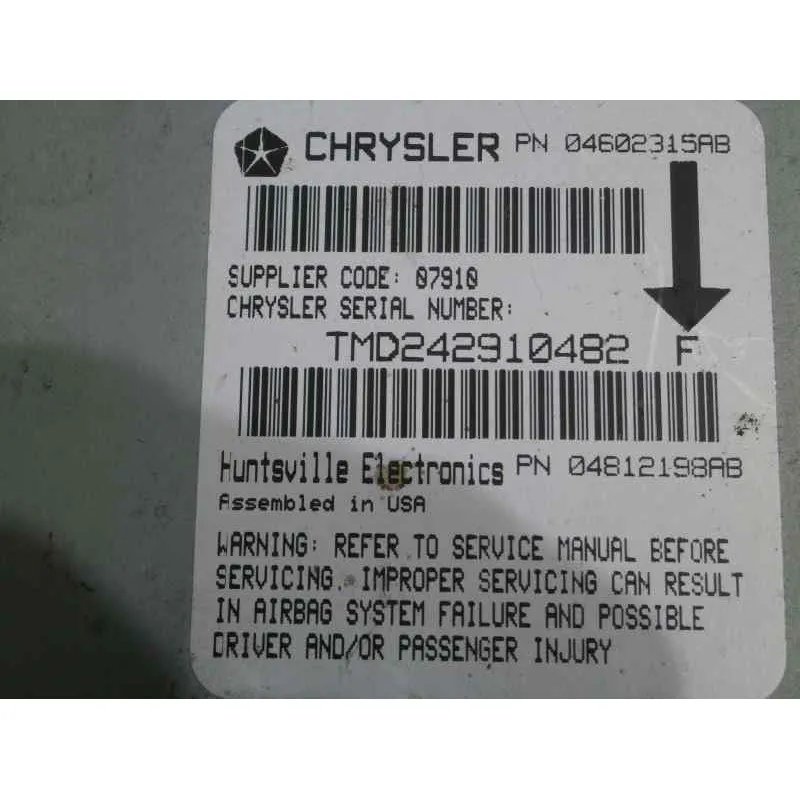 CHRYSLER PN 04602315AB
SUPPLIER CODE: 07910
CHRYSLER SERIAL NUMBER:
TMD242910482 F
Huntsville Electronics PN 04812198AB
Assembled in USA
WARNING: REFER TO SERVICE MANUAL BEFORE
SERVICING. IMPROPER SERVICING CAN RESULT
IN AIRBAG SYSTEM FAILURE AND POSSIBLE
DRIVER AND/OR PASSENGER INJURY